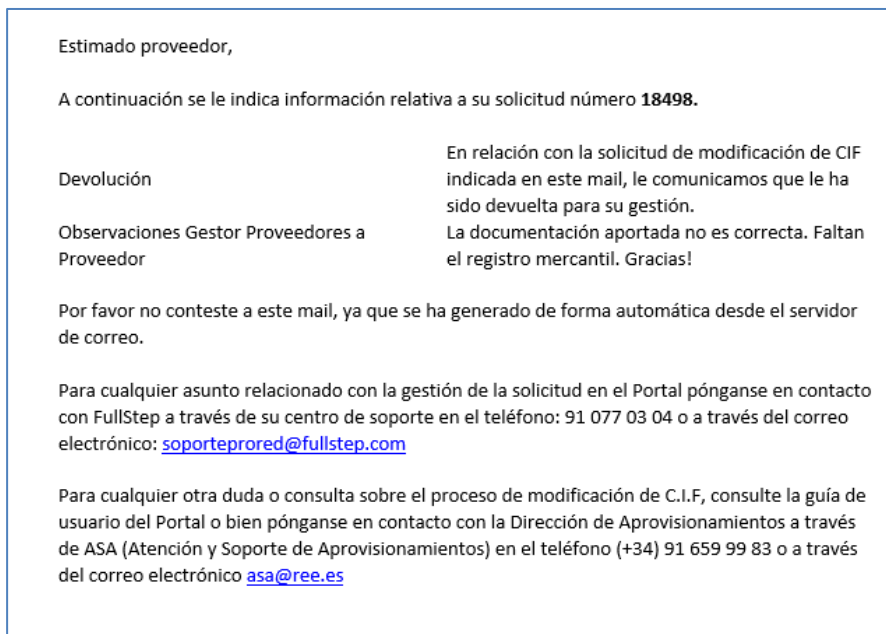 Estimado proveedor,
A continuación se le indica información relativa a su solicitud número 18498.
Devolución
En relación con la solicitud de modificación de CIF
indicada en este mail, le comunicamos que le ha
sido devuelta para su gestión.
Observaciones Gestor Proveedores a
Proveedor
La documentación aportada no es correcta. Faltan
el registro mercantil. Gracias!
Por favor no conteste a este mail, ya que se ha generado de forma automática desde el servidor
de correo.
Para cualquier asunto relacionado con la gestión de la solicitud en el Portal pónganse en contacto
con FullStep a través de su centro de soporte en el teléfono: 91 077 03 04 o a través del correo
electrónico: soporteprored@fullstep.com
Para cualquier otra duda o consulta sobre el proceso de modificación de C.I.F, consulte la guía de
usuario del Portal o bien pónganse en contacto con la Dirección de Aprovisionamientos a través
de ASA (Atención y Soporte de Aprovisionamientos) en el teléfono (+34) 91 659 99 83 o a través
del correo electrónico asa@ree.es